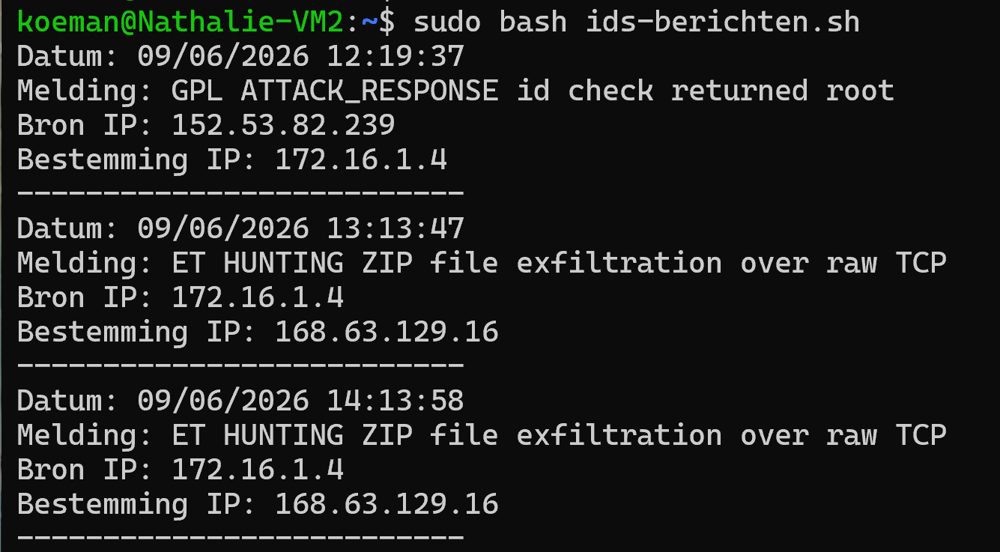 koeman@Nathalie-VM2:~$ sudo bash ids-berichten.sh
Datum: 09/06/2026 12:19:37
Melding: GPL ATTACK_RESPONSE id check returned root
Bron IP: 152.53.82.239
Bestemming IP: 172.16.1.4
--------------------------
Datum: 09/06/2026 13:13:47
Melding: ET HUNTING ZIP file exfiltration over raw TCP
Bron IP: 172.16.1.4
Bestemming IP: 168.63.129.16
--------------------------
Datum: 09/06/2026 14:13:58
Melding: ET HUNTING ZIP file exfiltration over raw TCP
Bron IP: 172.16.1.4
Bestemming IP: 168.63.129.16
--------------------------